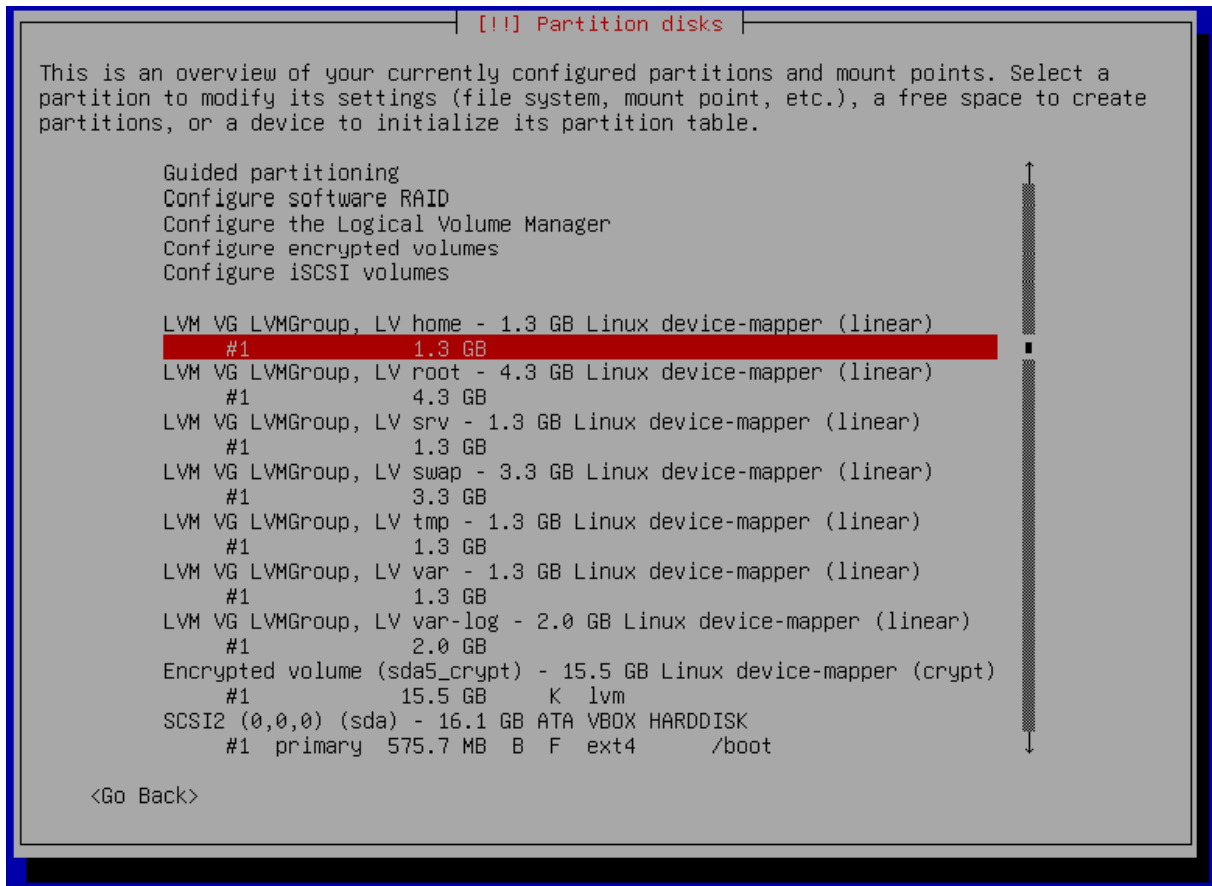 [!!] Partition disks
This is an overview of your currently configured partitions and mount points. Select a
partition to modify its settings (file system, mount point, etc.), a free space to create
partitions, or a device to initialize its partition table.
Guided partitioning
Configure software RAID
Configure the Logical Volume Manager
Configure encrypted volumes
Configure iSCSI volumes
LVM VG LVMGroup, LV home - 1.3 GB Linux device-mapper (linear)
#1 1.3 GB
LVM VG LVMGroup, LV root - 4.3 GB Linux device-mapper (linear)
#1 4.3 GB
LVM VG LVMGroup, LV srv - 1.3 GB Linux device-mapper (linear)
#1 1.3 GB
LVM VG LVMGroup, LV swap - 3.3 GB Linux device-mapper (linear)
#1 3.3 GB
LVM VG LVMGroup, LV tmp - 1.3 GB Linux device-mapper (linear)
#1 1.3 GB
LVM VG LVMGroup, LV var - 1.3 GB Linux device-mapper (linear)
#1 1.3 GB
LVM VG LVMGroup, LV var-log - 2.0 GB Linux device-mapper (linear)
#1 2.0 GB
Encrypted volume (sda5_crypt) - 15.5 GB Linux device-mapper (crypt)
#1 15.5 GB K lvm
SCSI2 (0,0,0) (sda) - 16.1 GB ATA VBOX HARDDISK
#1 primary 575.7 MB B F ext4 /boot
<Go Back>